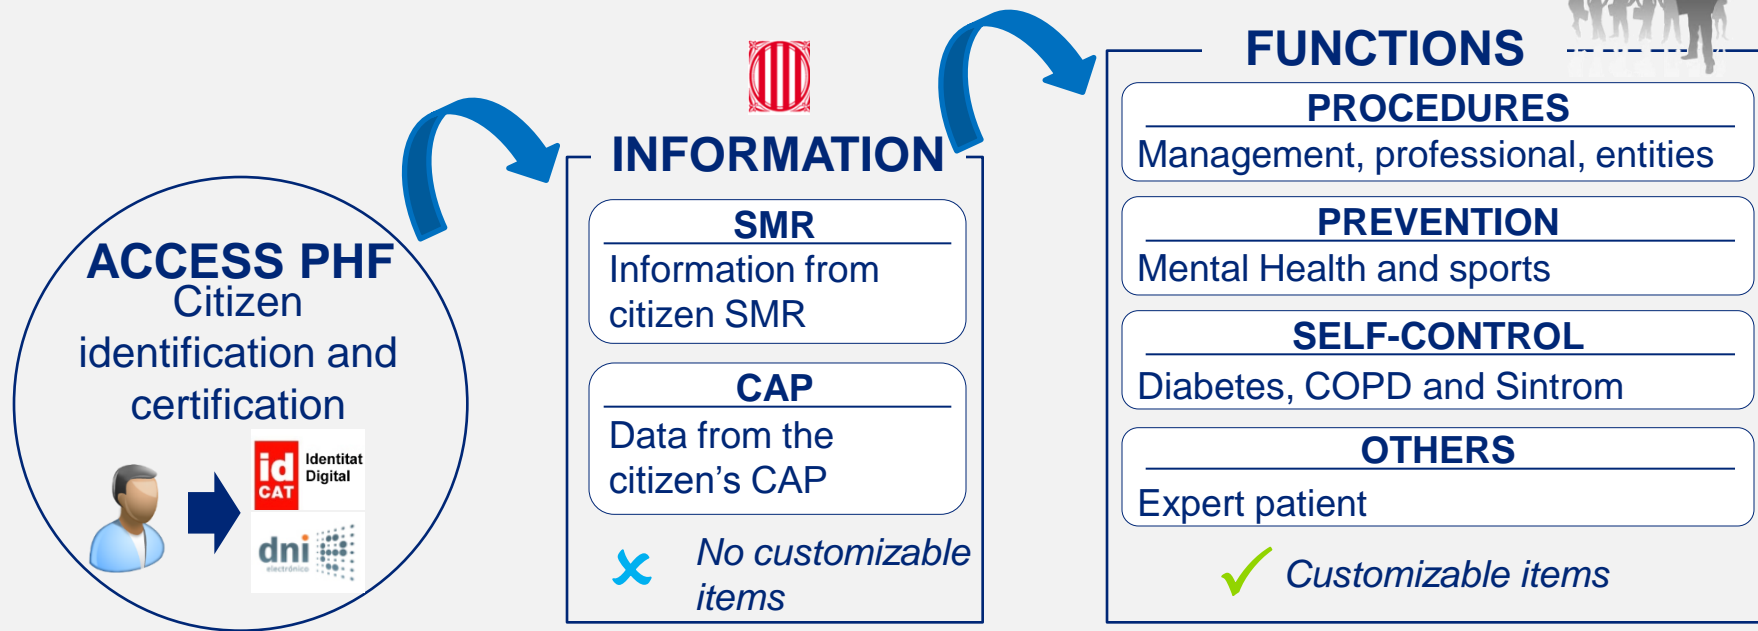 ACCESS PHF
Citizen
identification and
certification
id
CAT
Identitat
Digital
dni
electrónico
INFORMATION
SMR
Information from
citizen SMR
CAP
Data from the
citizen’s CAP
No customizable
items
FUNCTIONS
PROCEDURES
Management, professional, entities
PREVENTION
Mental Health and sports
SELF-CONTROL
Diabetes, COPD and Sintrom
OTHERS
Expert patient
Customizable items